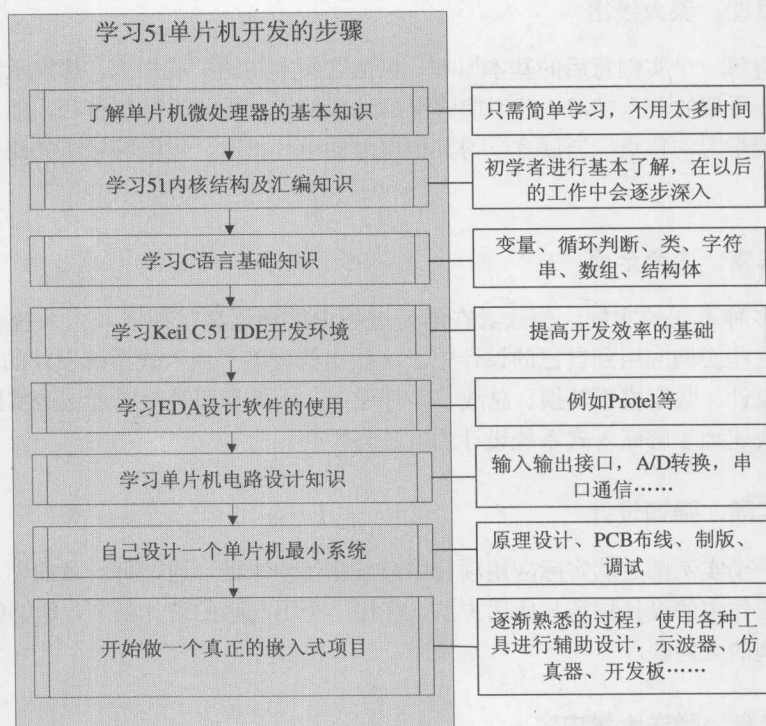 学习51单片机开发的步骤
了解单片机微处理器的基本知识
只需简单学习，不用太多时间
学习51内核结构及汇编知识
初学者进行基本了解，在以后
的工作中会逐步深入
学习C语言基础知识
变量、循环判断、类、字符
串、数组、结构体
学习Keil C51 IDE开发环境
提高开发效率的基础
学习EDA设计软件的使用
例如Protel等
学习单片机电路设计知识
输入输出接口，A/D转换，串
口通信……
自己设计一个单片机最小系统
原理设计、PCB布线、制版、
调试
开始做一个真正的嵌入式项目
逐渐熟悉的过程，使用各种工
具进行辅助设计，示波器、仿
真器、开发板……